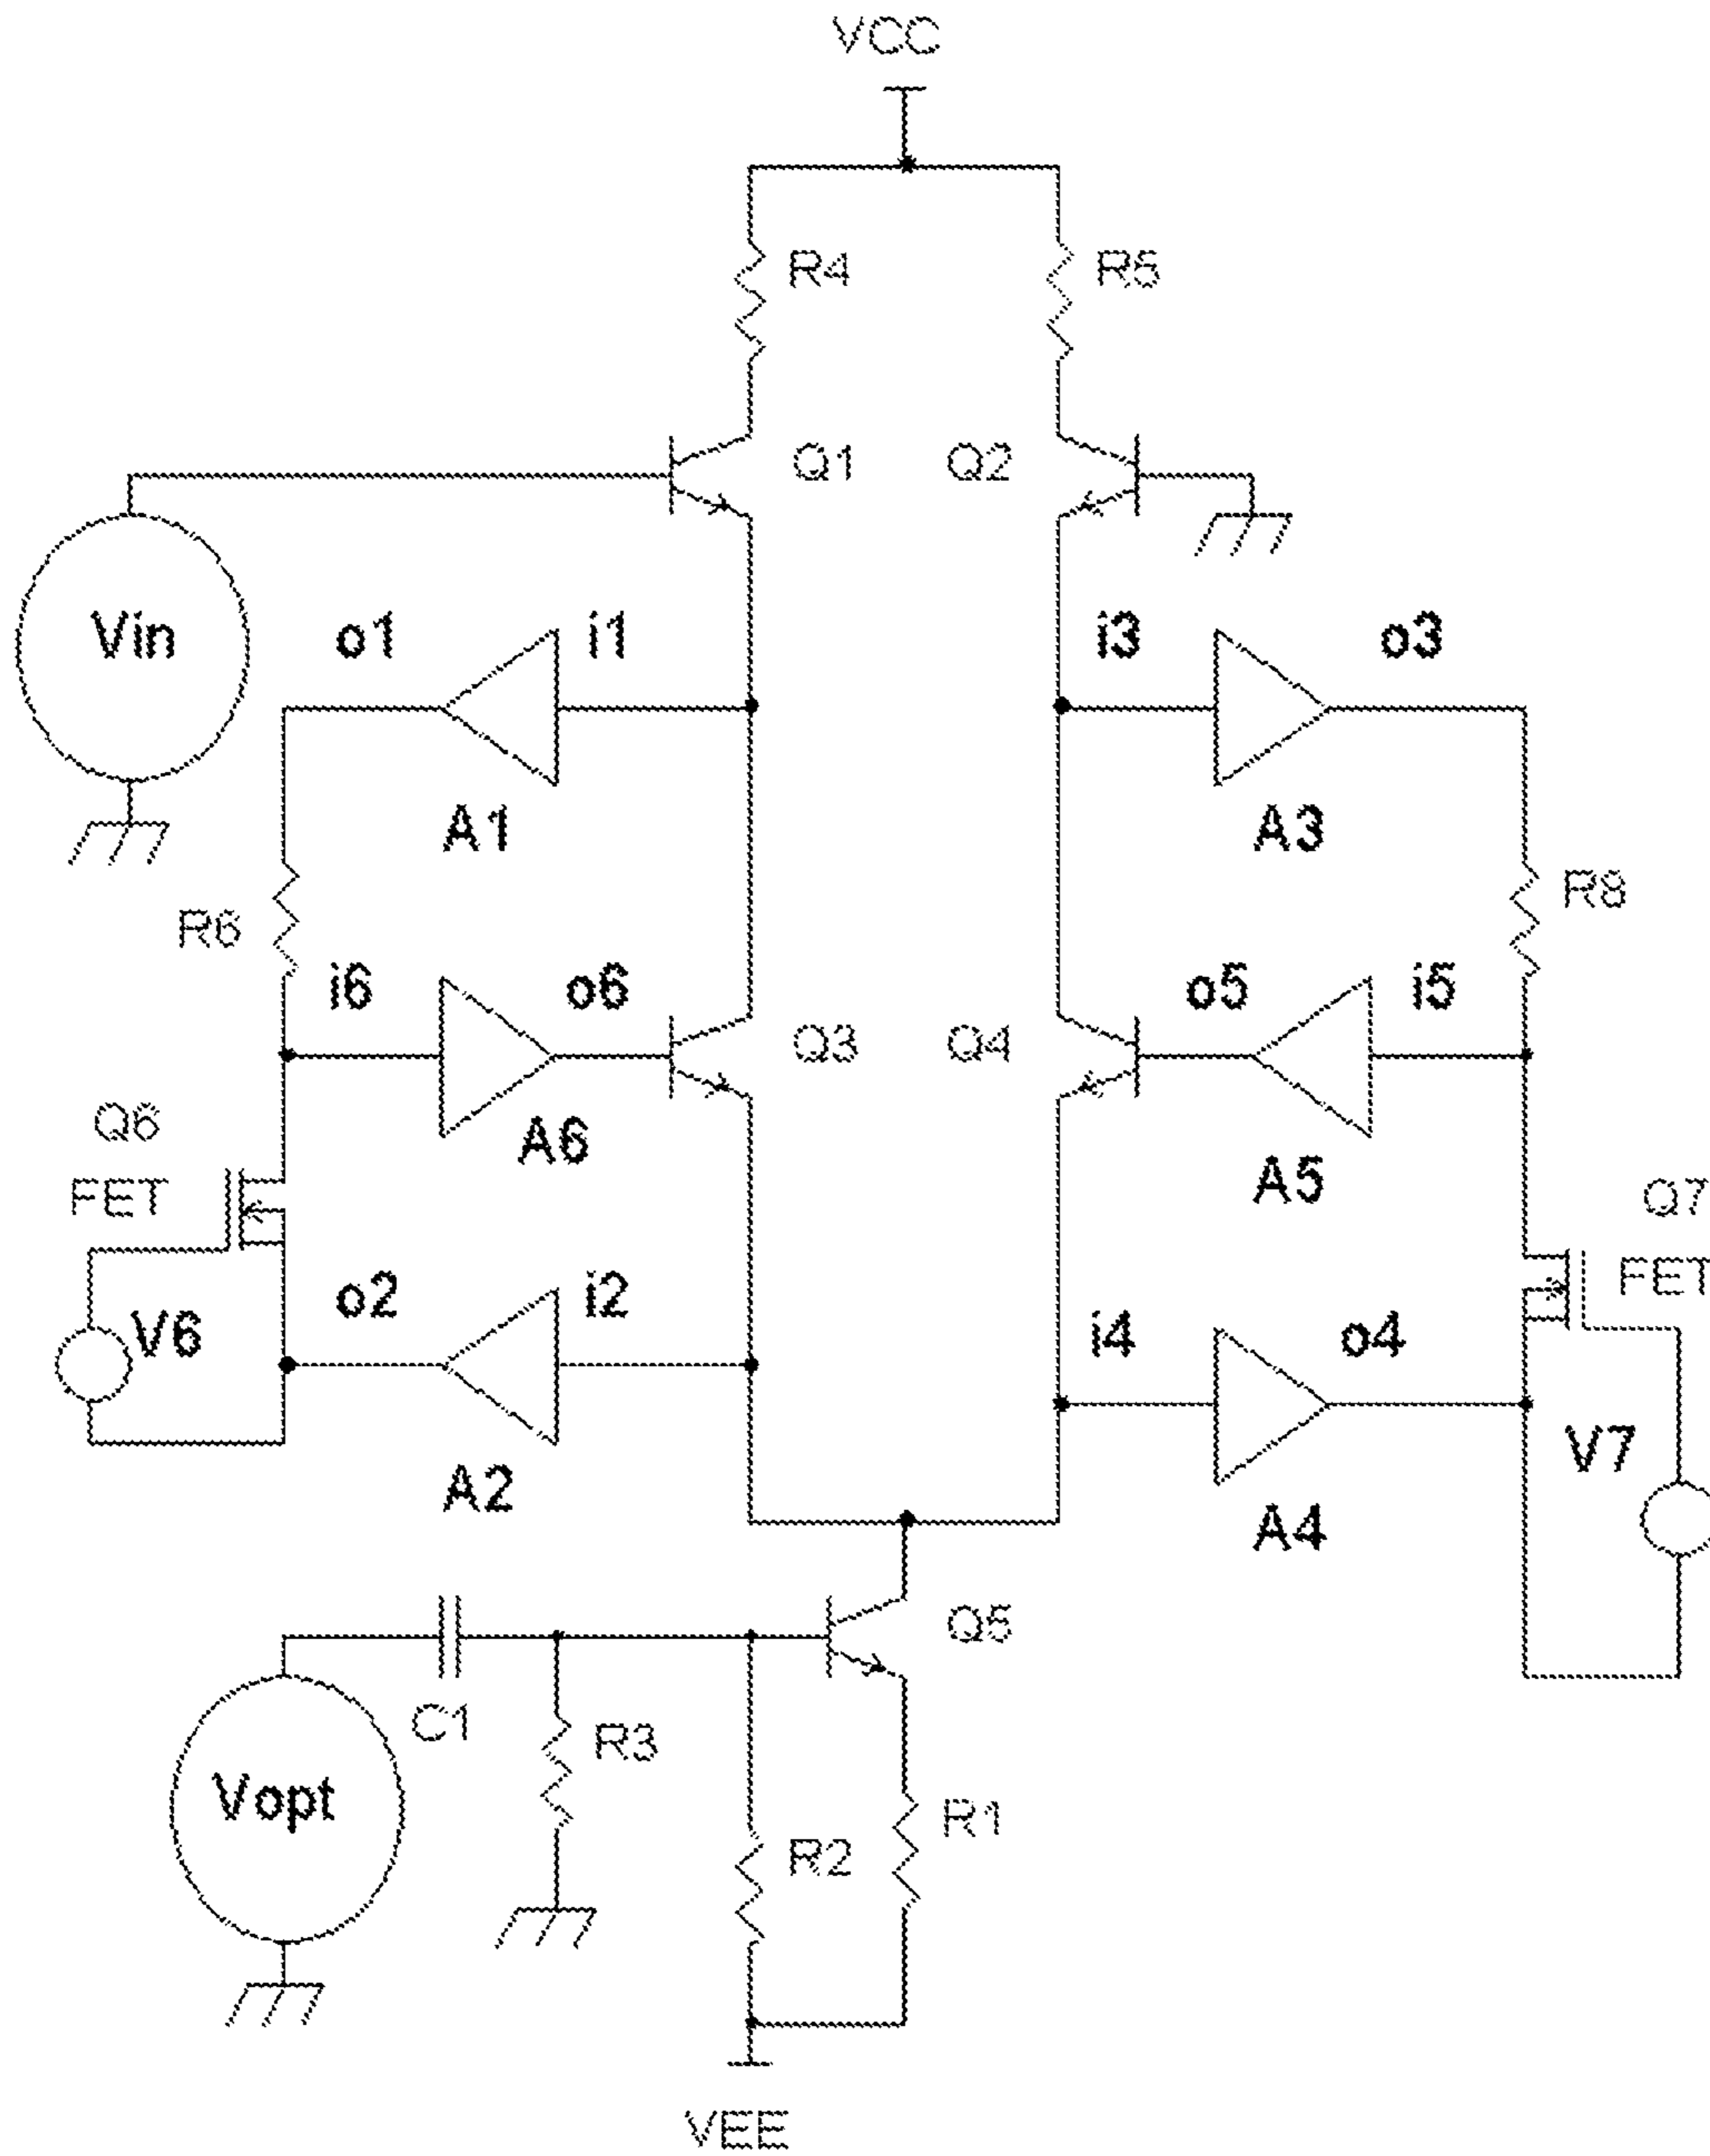 VCC
R4
R5
Q1
Q2
Vin
o1
i1
i3
o3
A1
A3
R6
R8
i6
o6
o5
i5
Q3
Q4
Q6
FET
A6
A5
Q7
FET
V6
o2
i2
i4
o4
V7
A2
A4
Q5
C1
R3
Vopt
R1
R2
VEE